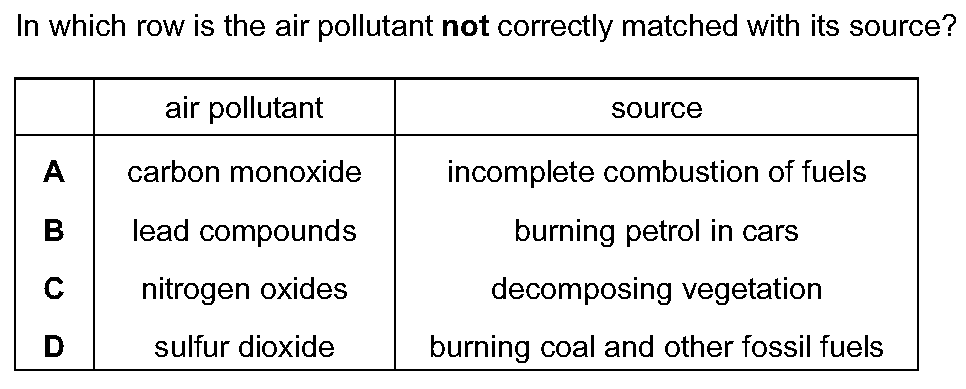 In which row is the air pollutant not correctly matched with its source?
air pollutant source
A carbon monoxide incomplete combustion of fuels
B lead compounds burning petrol in cars
C nitrogen oxides decomposing vegetation
D sulfur dioxide burning coal and other fossil fuels